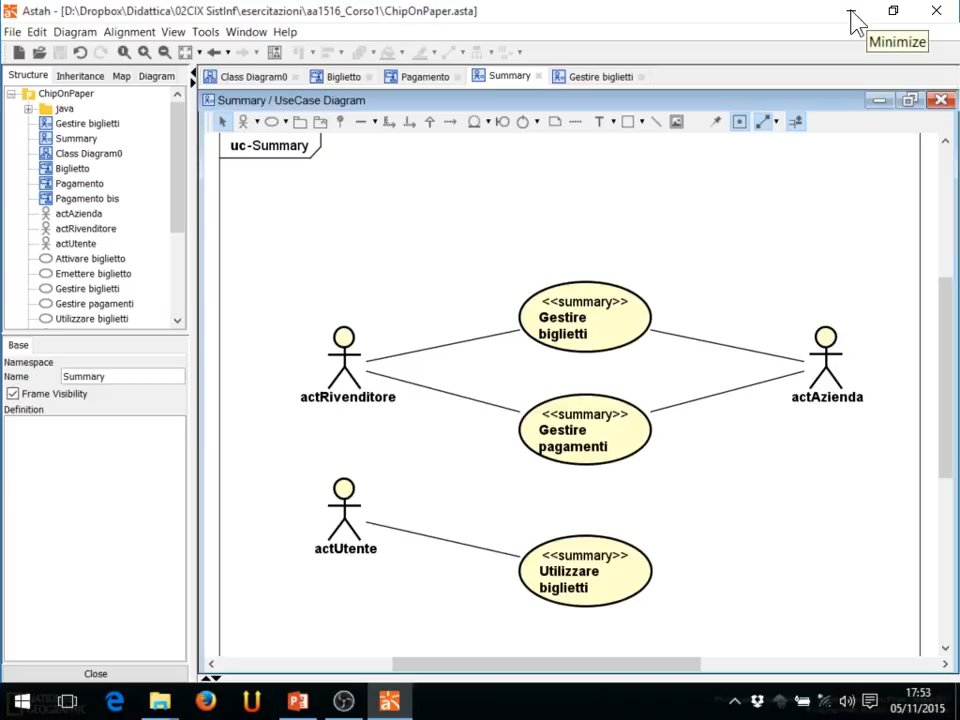 Astah - [D:\Dropbox\Didattica\02CIX SistInf\esercitazioni\aa1516_Corso1\ChipOnPaper.asta]
File Edit Diagram Alignment View Tools Window Help
Minimize
Structure Inheritance Map Diagram
Class Diagram0 Biglietto Pagamento Summary Gestire biglietti
ChipOnPaper
java
Gestire biglietti
Summary
Class Diagram0
Biglietto
Pagamento
Pagamento bis
actAzienda
actRivenditore
actUtente
Attivare biglietto
Emettere biglietto
Gestire biglietti
Gestire pagamenti
Utilizzare biglietti
Base
Namespace
Name Summary
Frame Visibility
Definition
Close
Summary / UseCase Diagram
T
uc-Summary
<<summary>>
Gestire
biglietti
actRivenditore
actAzienda
<<summary>>
Gestire
pagamenti
actUtente
<<summary>>
Utilizzare
biglietti
17:53
05/11/2015